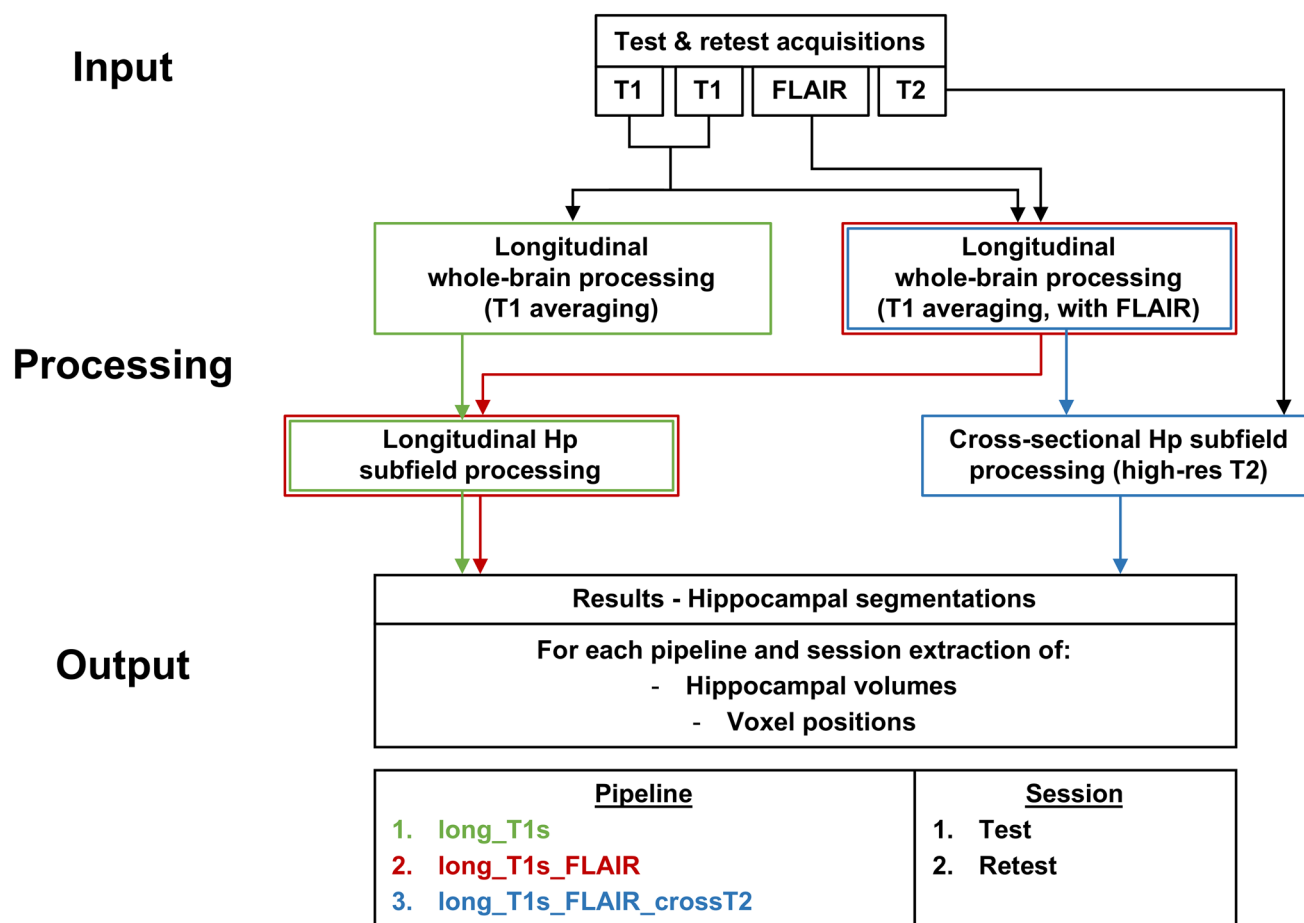 Input
Test & retest acquisitions
T1
T1
FLAIR
T2
Longitudinal
whole-brain processing
(T1 averaging)
Longitudinal
whole-brain processing
(T1 averaging, with FLAIR)
Processing
Longitudinal Hp
subfield processing
Cross-sectional Hp subfield
processing (high-res T2)
Output
Results - Hippocampal segmentations
For each pipeline and session extraction of:
- Hippocampal volumes
- Voxel positions
Pipeline
1. long_T1s
2. long_T1s_FLAIR
3. long_T1s_FLAIR_crossT2
Session
1. Test
2. Retest